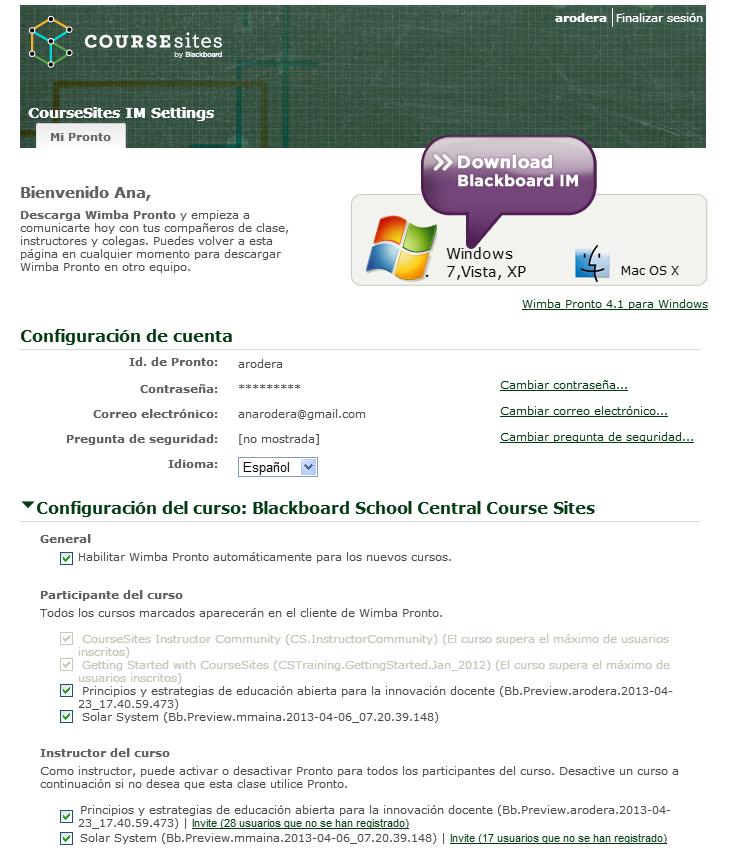 arodera | Finalizar sesión
COURSEsites
by Blackboard
CourseSites IM Settings
Mi Pronto
Download
Blackboard IM
Bienvenido Ana,
Descarga Wimba Pronto y empieza a
comunicarte hoy con tus compañeros de clase,
instructores y colegas. Puedes volver a esta
página en cualquier momento para descargar
Wimba Pronto en otro equipo.
Windows
7,Vista, XP
Mac OS X
Wimba Pronto 4.1 para Windows
Configuración de cuenta
Id. de Pronto: arodera
Contraseña: ********* Cambiar contraseña...
Correo electrónico: anarodera@gmail.com Cambiar correo electrónico...
Pregunta de seguridad: [no mostrada] Cambiar pregunta de seguridad...
Idioma: Español
Configuración del curso: Blackboard School Central Course Sites
General
Habilitar Wimba Pronto automáticamente para los nuevos cursos.
Participante del curso
Todos los cursos marcados aparecerán en el cliente de Wimba Pronto.
CourseSites Instructor Community (CS.InstructorCommunity) (El curso supera el máximo de usuarios
inscritos)
Getting Started with CourseSites (CSTraining.GettingStarted.Jan_2012) (El curso supera el máximo de
usuarios inscritos)
Principios y estrategias de educación abierta para la innovación docente (Bb.Preview.arodera.2013-04-
23_17.40.59.473)
Solar System (Bb.Preview.mmaina.2013-04-06_07.20.39.148)
Instructor del curso
Como instructor, puede activar o desactivar Pronto para todos los participantes del curso. Desactive un curso a
continuación si no desea que esta clase utilice Pronto.
Principios y estrategias de educación abierta para la innovación docente (Bb.Preview.arodera.2013-04-
23_17.40.59.473) | Invite (28 usuarios que no se han registrado)
Solar System (Bb.Preview.mmaina.2013-04-06_07.20.39.148) | Invite (17 usuarios que no se han registrado)